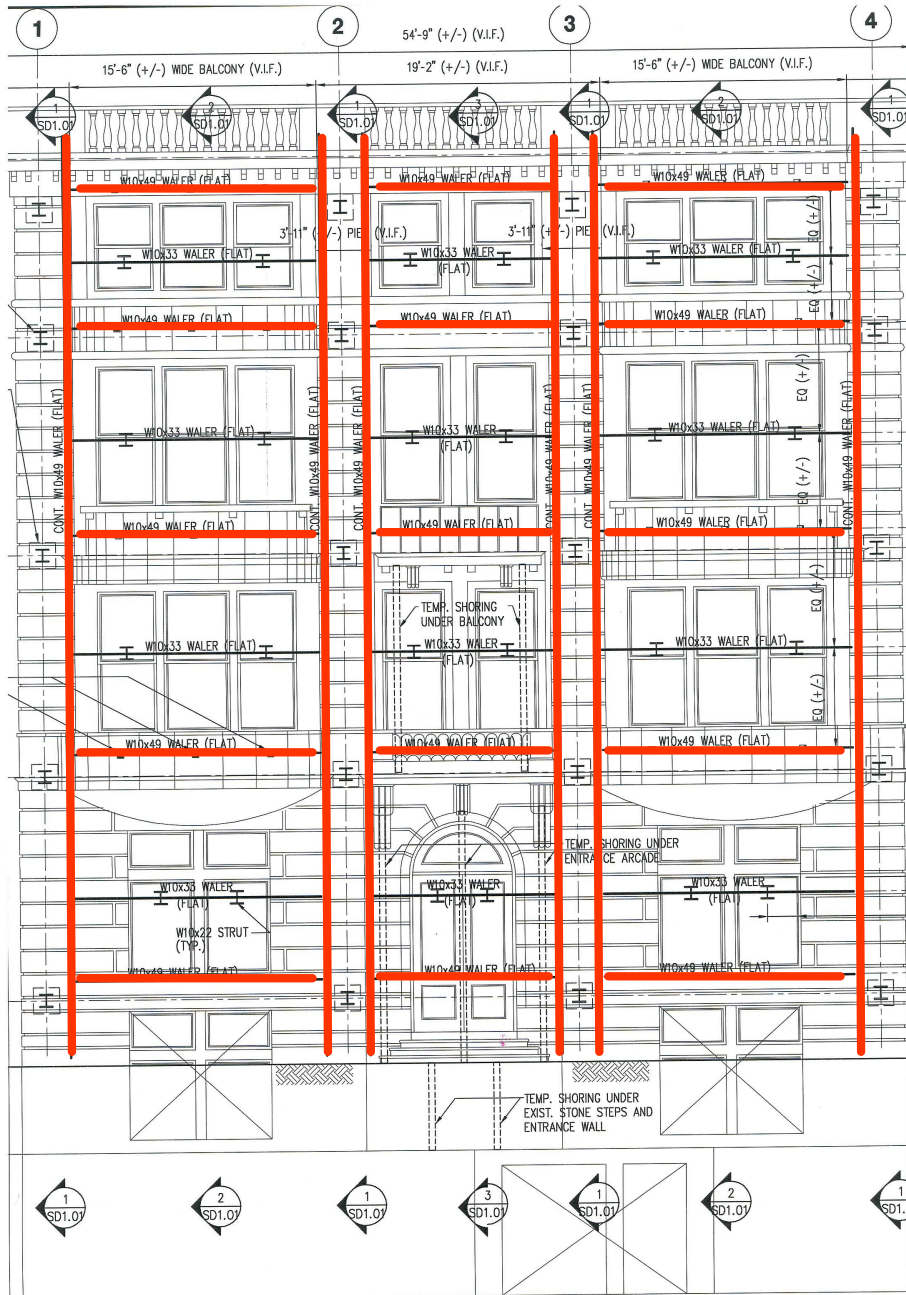 1
2
3
4
54'-9" (+/-) (V.I.F.)
15'-6" (+/-) WIDE BALCONY (V.I.F.)
19'-2" (+/-) (V.I.F.)
15'-6" (+/-) WIDE BALCONY (V.I.F.)
1
SD1.01
2
SD1.01
1
SD1.01
3
SD1.01
1
SD1.01
2
SD1.01
1
SD1.01
W10x49 WALER (FLAT)
W10x49 WALER (FLAT)
W10x49 WALER (FLAT)
3'-11" (+/-) PIER (V.I.F.)
3'-11" (+/-) PIER (V.I.F.)
EQ (+/-)
W10x33 WALER (FLAT)
W10x33 WALER
(FLAT)
W10x33 WALER (FLAT)
EQ (+/-)
W10x49 WALER (FLAT)
W10x49 WALER (FLAT)
W10x49 WALER (FLAT)
EQ (+/-)
CONT. W10x49 WALER (FLAT)
CONT. W10x49 WALER (FLAT)
CONT. W10x49 WALER (FLAT)
CONT. W10x49 WALER (FLAT)
CONT. W10x49 WALER (FLAT)
CONT. W10x49 WALER (FLAT)
W10x33 WALER (FLAT)
W10x33 WALER
(FLAT)
W10x33 WALER (FLAT)
EQ (+/-)
W10x49 WALER (FLAT)
W10x49 WALER (FLAT)
W10x49 WALER (FLAT)
EQ (+/-)
TEMP. SHORING
UNDER BALCONY
W10x33 WALER (FLAT)
W10x33 WALER
(FLAT)
W10x33 WALER (FLAT)
EQ (+/-)
W10x49 WALER (FLAT)
W10x49 WALER (FLAT)
W10x49 WALER (FLAT)
TEMP. SHORING UNDER
ENTRANCE ARCADE
W10x33 WALER
(FLAT)
W10x33 WALER
(FLAT)
W10x33 WALER
(FLAT)
W10x22 STRUT
(TYP.)
W10x49 WALER (FLAT)
W10x49 WALER (FLAT)
W10x49 WALER (FLAT)
TEMP. SHORING UNDER
EXIST. STONE STEPS AND
ENTRANCE WALL
1
SD1.01
2
SD1.01
1
SD1.01
3
SD1.01
1
SD1.01
2
SD1.01
1
SD1.